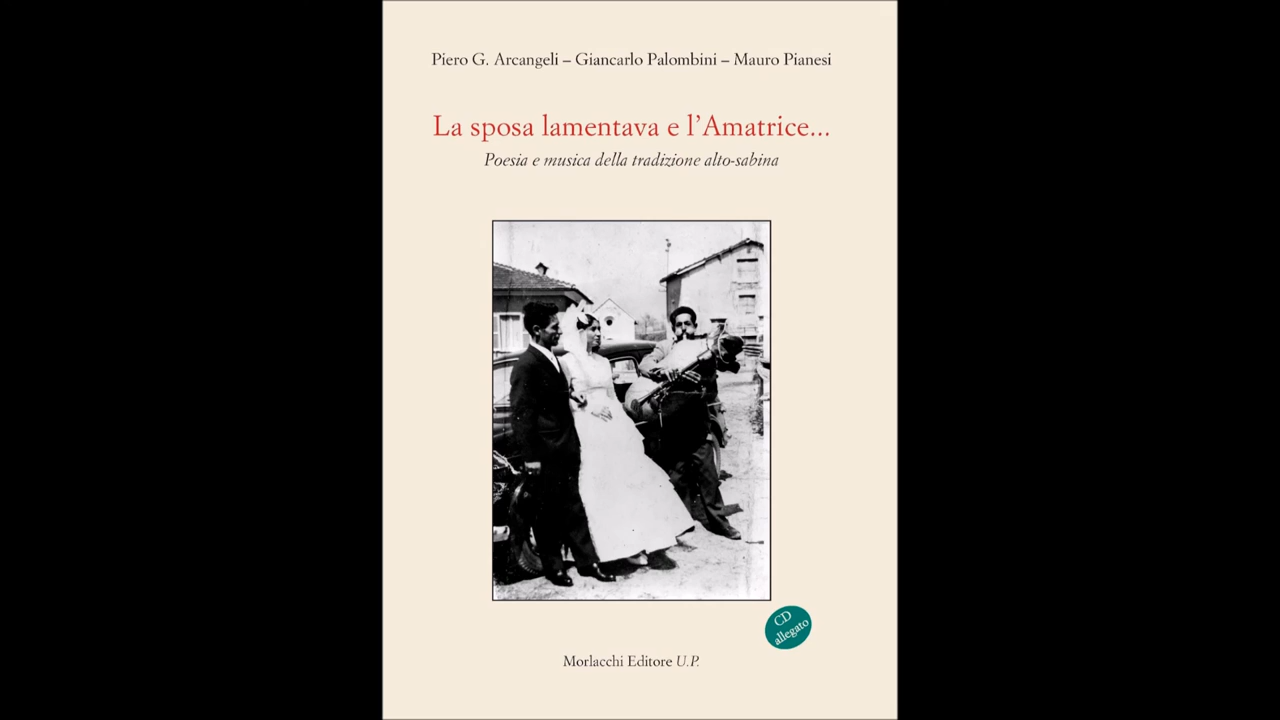 Piero G. Arcangeli – Giancarlo Palombini – Mauro Pianesi
La sposa lamentava e l’Amatrice...
Poesia e musica della tradizione alto-sabina
CD
allegato
Morlacchi Editore U.P.